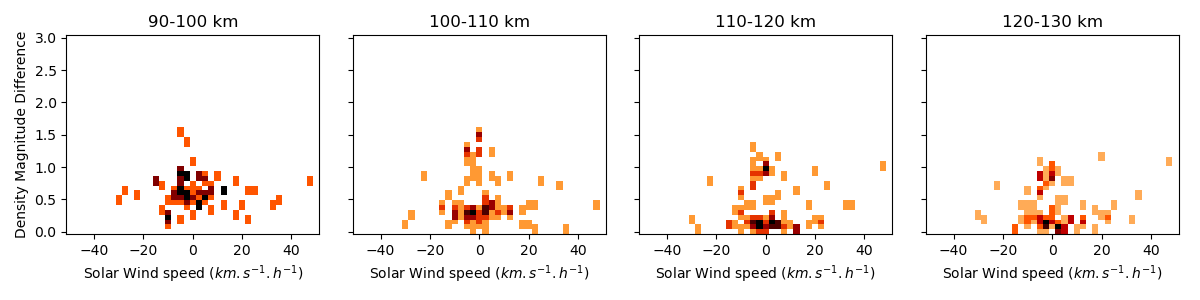 90-100 km
100-110 km
110-120 km
120-130 km
Density Magnitude Difference
3.0
2.5
2.0
1.5
1.0
0.5
0.0
−40 −20 0 20 40
−40 −20 0 20 40
−40 −20 0 20 40
−40 −20 0 20 40
Solar Wind speed (km.s⁻¹.h⁻¹)
Solar Wind speed (km.s⁻¹.h⁻¹)
Solar Wind speed (km.s⁻¹.h⁻¹)
Solar Wind speed (km.s⁻¹.h⁻¹)